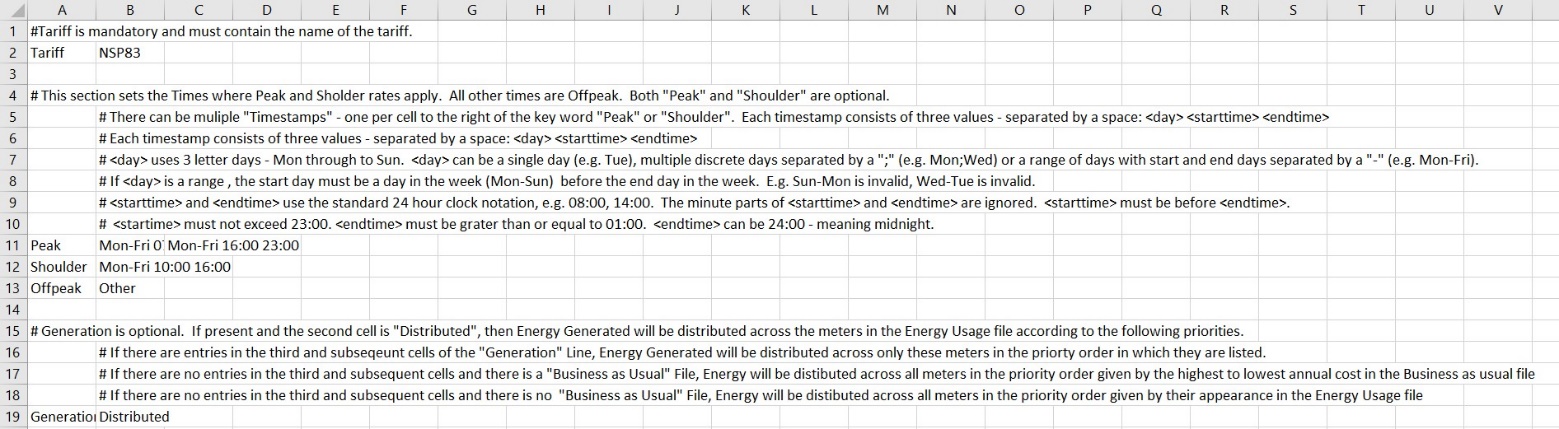 A B C D E F G H I J K L M N O P Q R S T U V
1 #Tariff is mandatory and must contain the name of the tariff.
2 Tariff NSP83
3
4 # This section sets the Times where Peak and Sholder rates apply.  All other times are Offpeak.  Both "Peak" and "Shoulder" are optional.
5 # There can be muliple "Timestamps" - one per cell to the right of the key word "Peak" or "Shoulder".  Each timestamp consists of three values - separated by a space: <day> <starttime> <endtime>
6 # Each timestamp consists of three values - separated by a space: <day> <starttime> <endtime>
7 # <day> uses 3 letter days - Mon through to Sun.  <day> can be a single day (e.g. Tue), multiple discrete days separated by a ";" (e.g. Mon;Wed) or a range of days with start and end days separated by a "-" (e.g. Mon-Fri).
8 # If <day> is a range , the start day must be a day in the week (Mon-Sun)  before the end day in the week.  E.g. Sun-Mon is invalid, Wed-Tue is invalid.
9 # <starttime> and <endtime> use the standard 24 hour clock notation, e.g. 08:00, 14:00.  The minute parts of <starttime> and <endtime> are ignored.  <starttime> must be before <endtime>.
10 #  <startime> must not exceed 23:00. <endtime> must be grater than or equal to 01:00.  <endtime> can be 24:00 - meaning midnight.
11 Peak Mon-Fri 0 Mon-Fri 16:00 23:00
12 Shoulder Mon-Fri 10:00 16:00
13 Offpeak Other
14
15 # Generation is optional.  If present and the second cell is "Distributed", then Energy Generated will be distributed across the meters in the Energy Usage file according to the following priorities.
16 # If there are entries in the third and subseqeunt cells of the "Generation" Line, Energy Generated will be distributed across only these meters in the priorty order in which they are listed.
17 # If there are no entries in the third and subsequent cells and there is a "Business as Usual" File, Energy will be distibuted across all meters in the priority order given by the highest to lowest annual cost in the Business as usual file
18 # If there are no entries in the third and subsequent cells and there is no  "Business as Usual" File, Energy will be distibuted across all meters in the priority order given by their appearance in the Energy Usage file
19 Generatio Distributed